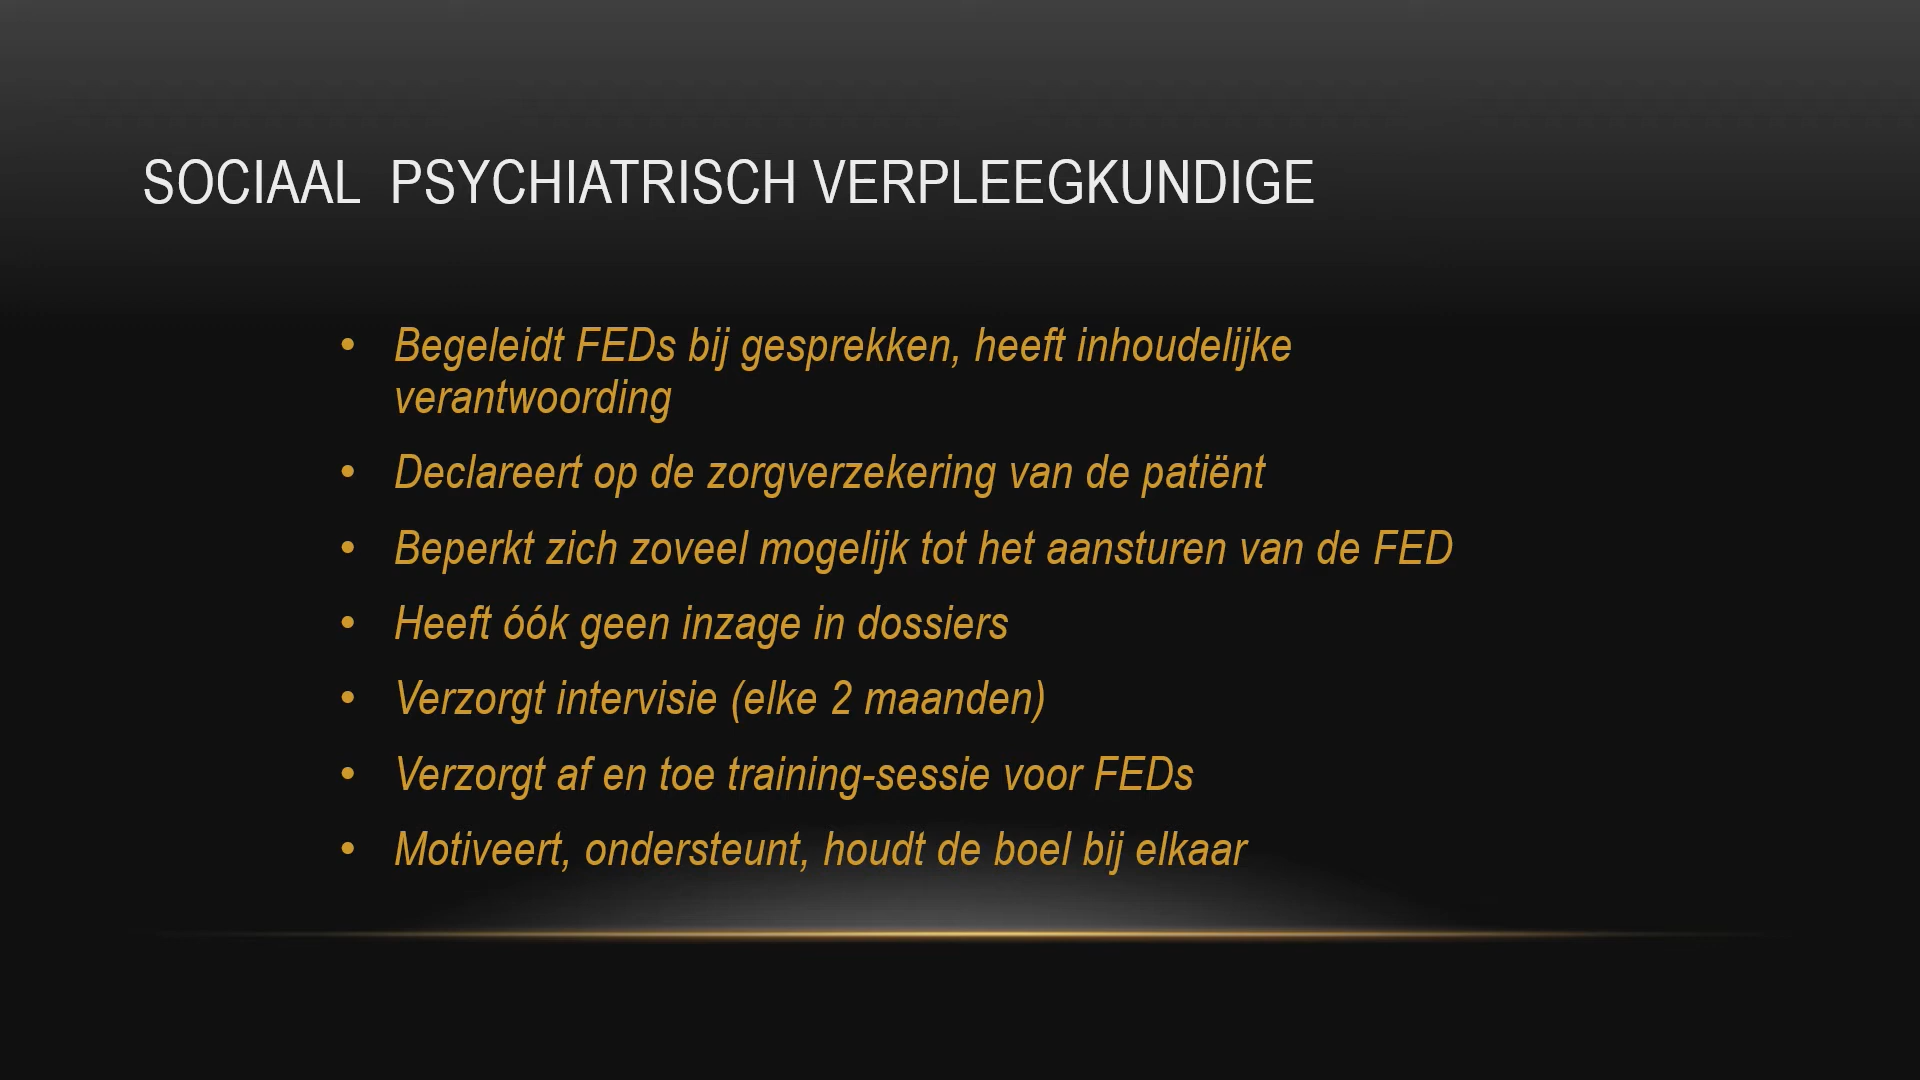 SOCIAAL  PSYCHIATRISCH VERPLEEGKUNDIGE
• Begeleidt FEDs bij gesprekken, heeft inhoudelijke
verantwoording
• Declareert op de zorgverzekering van de patiënt
• Beperkt zich zoveel mogelijk tot het aansturen van de FED
• Heeft óók geen inzage in dossiers
• Verzorgt intervisie (elke 2 maanden)
• Verzorgt af en toe training-sessie voor FEDs
• Motiveert, ondersteunt, houdt de boel bij elkaar